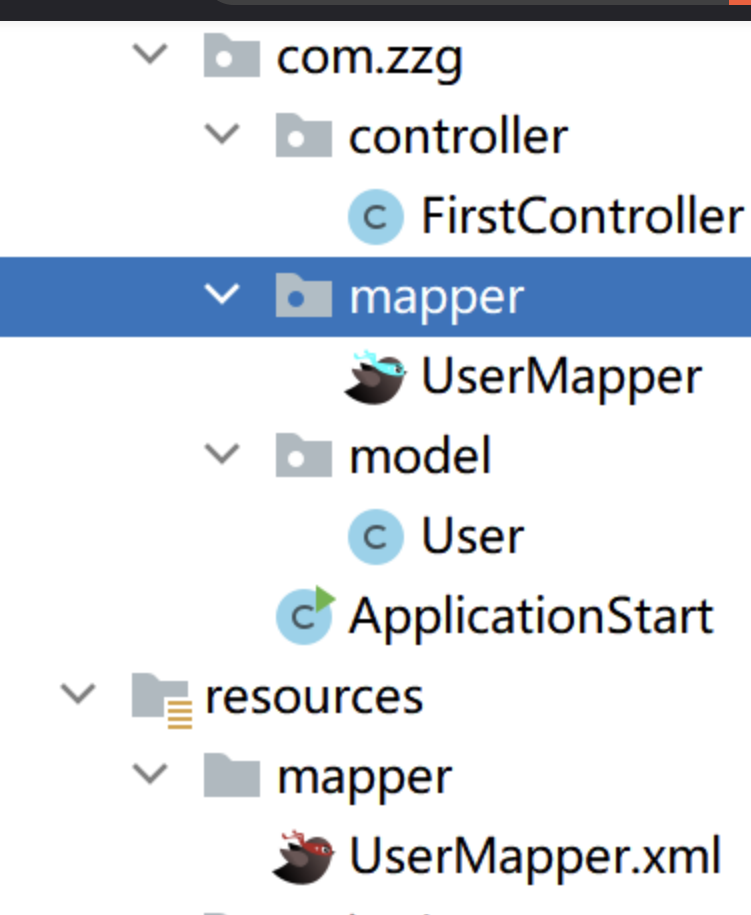 com.zzg
controller
C FirstController
mapper
UserMapper
model
C User
C ApplicationStart
resources
mapper
UserMapper.xml